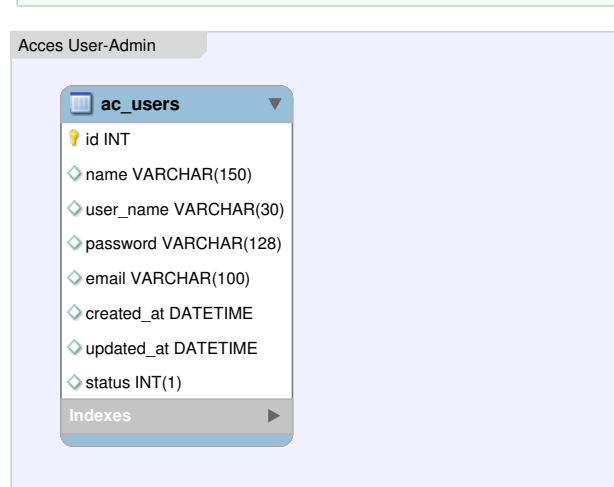 Acces User-Admin
ac_users
id INT
name VARCHAR(150)
user_name VARCHAR(30)
password VARCHAR(128)
email VARCHAR(100)
created_at DATETIME
updated_at DATETIME
status INT(1)
Indexes